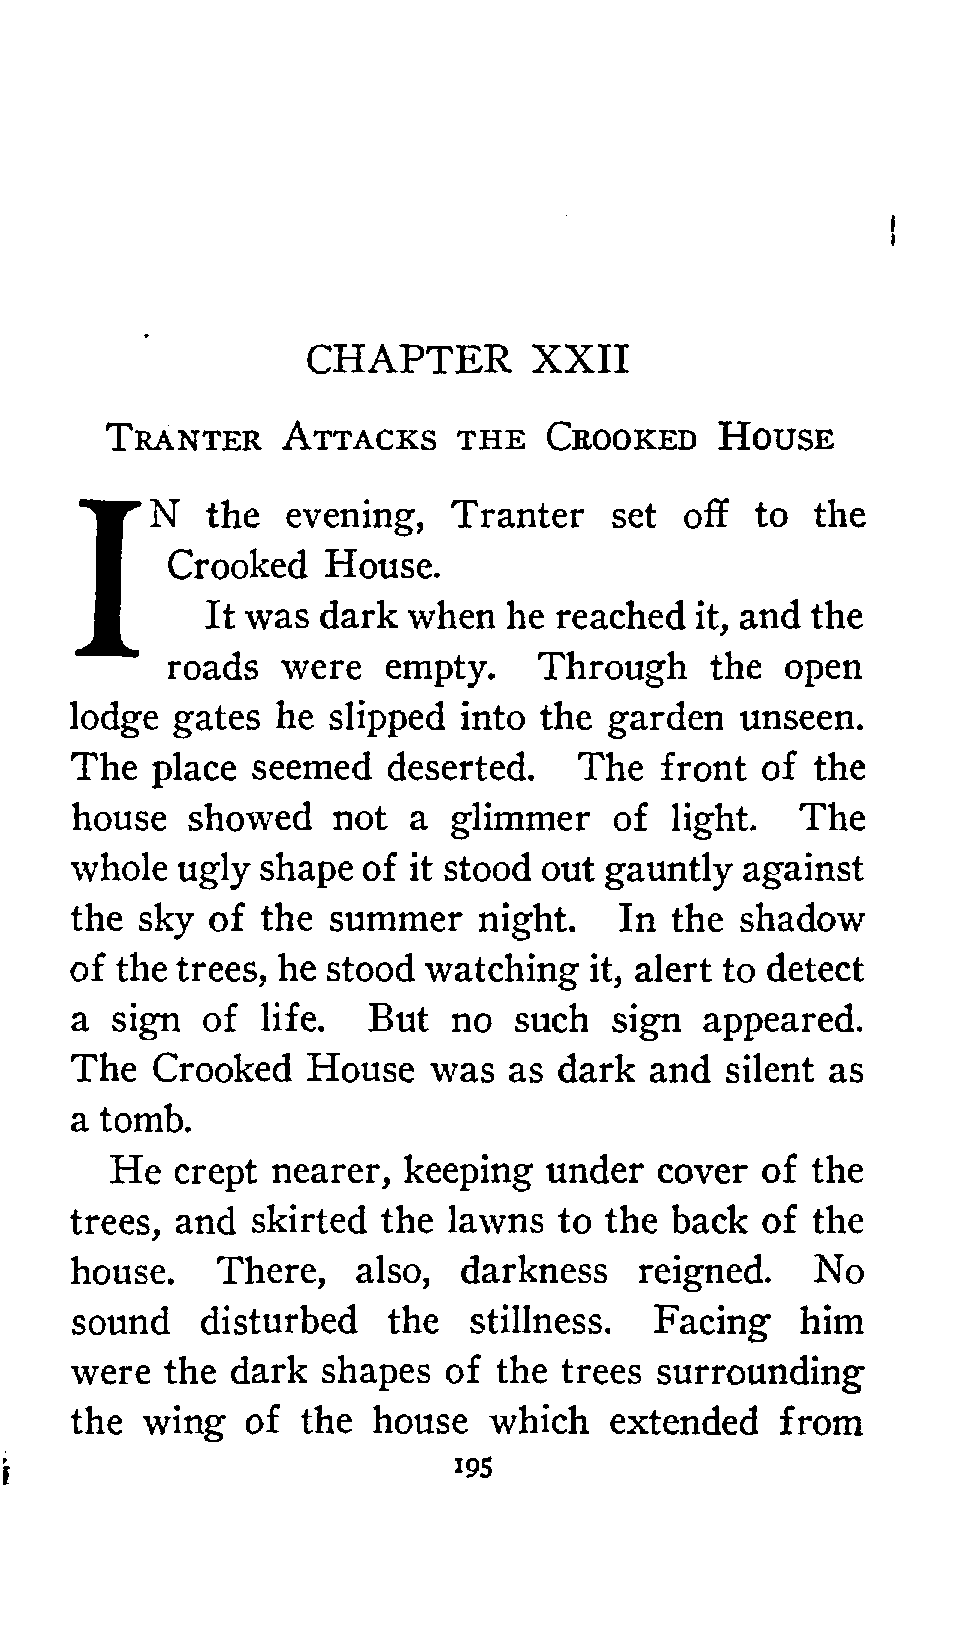 CHAPTER XXII
Tranter Attacks the Crooked House
IN the evening, Tranter set off to the
Crooked House.
It was dark when he reached it, and the
roads were empty. Through the open
lodge gates he slipped into the garden unseen.
The place seemed deserted. The front of the
house showed not a glimmer of light. The
whole ugly shape of it stood out gauntly against
the sky of the summer night. In the shadow
of the trees, he stood watching it, alert to detect
a sign of life. But no such sign appeared.
The Crooked House was as dark and silent as
a tomb.
He crept nearer, keeping under cover of the
trees, and skirted the lawns to the back of the
house. There, also, darkness reigned. No
sound disturbed the stillness. Facing him
were the dark shapes of the trees surrounding
the wing of the house which extended from
195